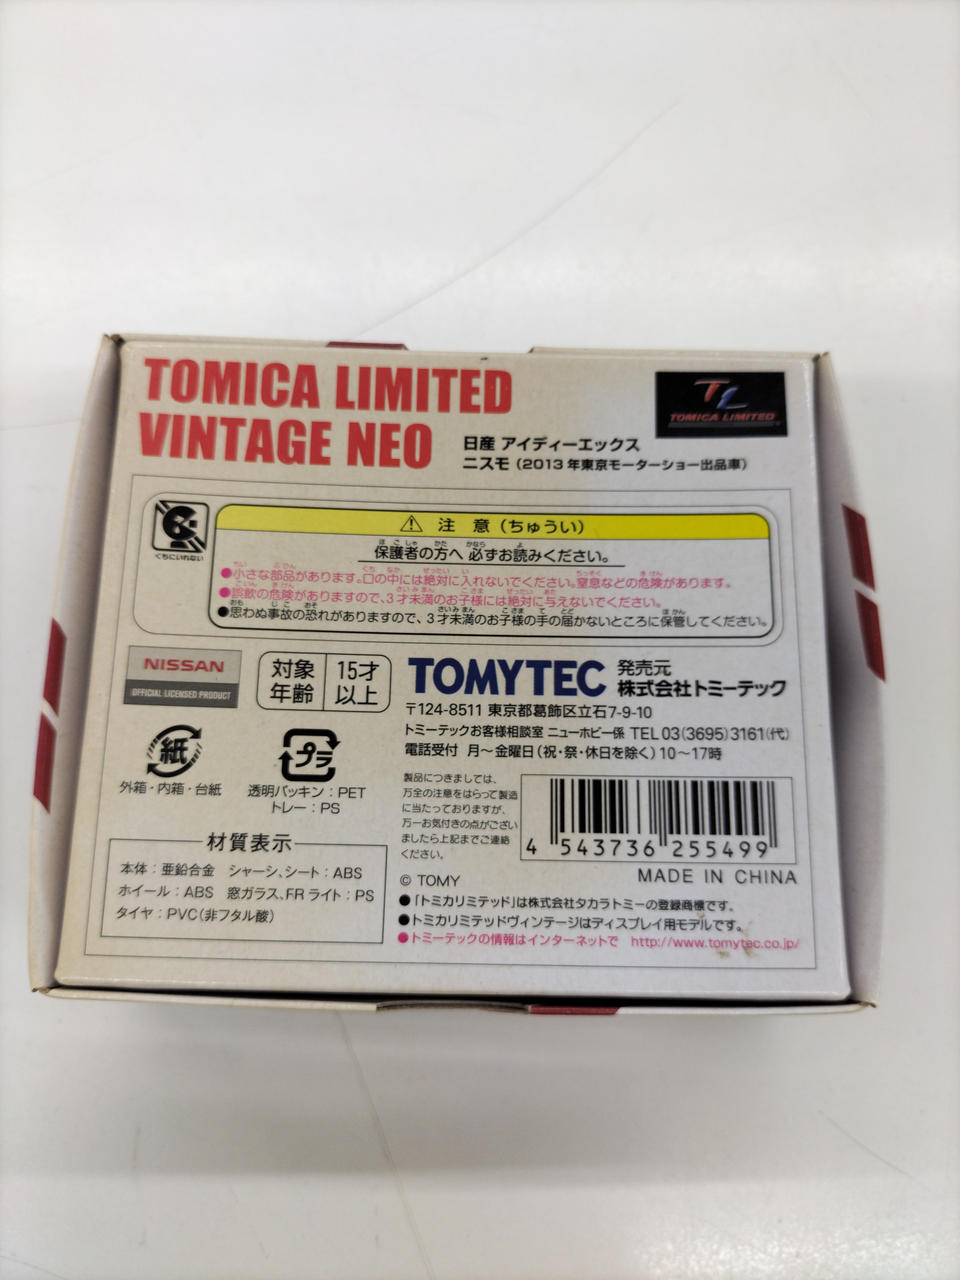 TOMICA LIMITED
VINTAGE NEO
日産 アイディーエックス
ニスモ（2013年東京モーターショー出品車）
TL
TOMICA LIMITED
くちにいれない
⚠ 注意（ちゅうい）
保護者の方へ 必ずお読みください。
●小さな部品があります。口の中には絶対に入れないでください。窒息などの危険があります。
●誤飲の危険がありますので、3才未満のお子様には絶対に与えないでください。
●思わぬ事故の恐れがありますので、3才未満のお子様の手の届かないところに保管してください。
NISSAN
OFFICIAL LICENSED PRODUCT
対象年齢 15才以上
TOMYTEC 発売元
株式会社トミーテック
〒124-8511 東京都葛飾区立石7-9-10
トミーテックお客様相談室 ニューホビー係 TEL 03(3695)3161(代)
電話受付 月～金曜日（祝・祭・休日を除く）10～17時
紙
外箱・内箱・台紙
プラ
透明パッキン：PET
トレー：PS
製品につきましては、
万全の注意をはらって製造
に当たっておりますが、
万一お気付きの点がござい
ましたら上記までご連絡
ください。
4 543736 255499
MADE IN CHINA
材質表示
本体：亜鉛合金 シャーシ、シート：ABS
ホイール：ABS 窓ガラス、FRライト：PS
タイヤ：PVC（非フタル酸）
© TOMY
●「トミカリミテッド」は株式会社タカラトミーの登録商標です。
●トミカリミテッドヴィンテージはディスプレイ用モデルです。
●トミーテックの情報はインターネットで http://www.tomytec.co.jp/